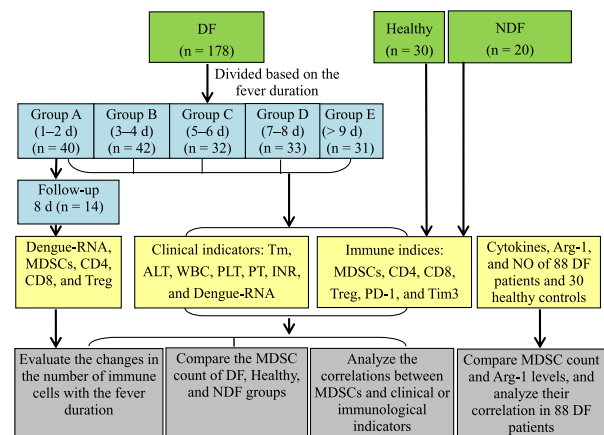 DF
(n = 178)
Healthy
(n = 30)
NDF
(n = 20)
Divided based on the
fever duration
Group A
(1–2 d)
(n = 40)
Group B
(3–4 d)
(n = 42)
Group C
(5–6 d)
(n = 32)
Group D
(7–8 d)
(n = 33)
Group E
(> 9 d)
(n = 31)
Follow-up
8 d (n = 14)
Dengue-RNA,
MDSCs, CD4,
CD8, and Treg
Clinical indicators: Tm,
ALT, WBC, PLT, PT, INR,
and Dengue-RNA
Immune indices:
MDSCs, CD4, CD8,
Treg, PD-1, and Tim3
Cytokines, Arg-1,
and NO of 88 DF
patients and 30
healthy controls
Evaluate the changes in
the number of immune
cells with the fever
duration
Compare the MDSC
count of DF, Healthy,
and NDF groups
Analyze the
correlations between
MDSCs and clinical or
immunological
indicators
Compare MDSC count
and Arg-1 levels, and
analyze their
correlation in 88 DF
patients